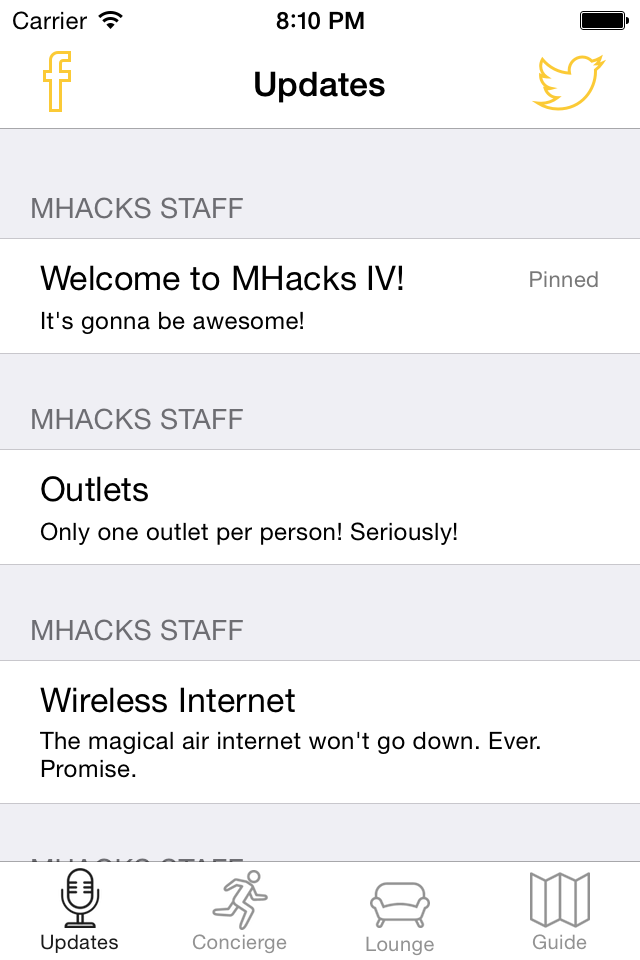 Carrier 8:10 PM
Updates
MHACKS STAFF
Welcome to MHacks IV! Pinned
It's gonna be awesome!
MHACKS STAFF
Outlets
Only one outlet per person! Seriously!
MHACKS STAFF
Wireless Internet
The magical air internet won't go down. Ever.
Promise.
MHACKS STAFF
Updates Concierge Lounge Guide